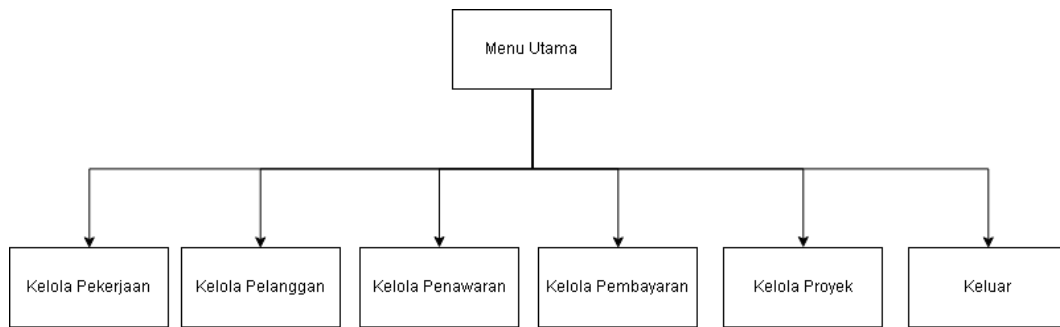 Menu Utama
Kelola Pekerjaan
Kelola Pelanggan
Kelola Penawaran
Kelola Pembayaran
Kelola Proyek
Keluar